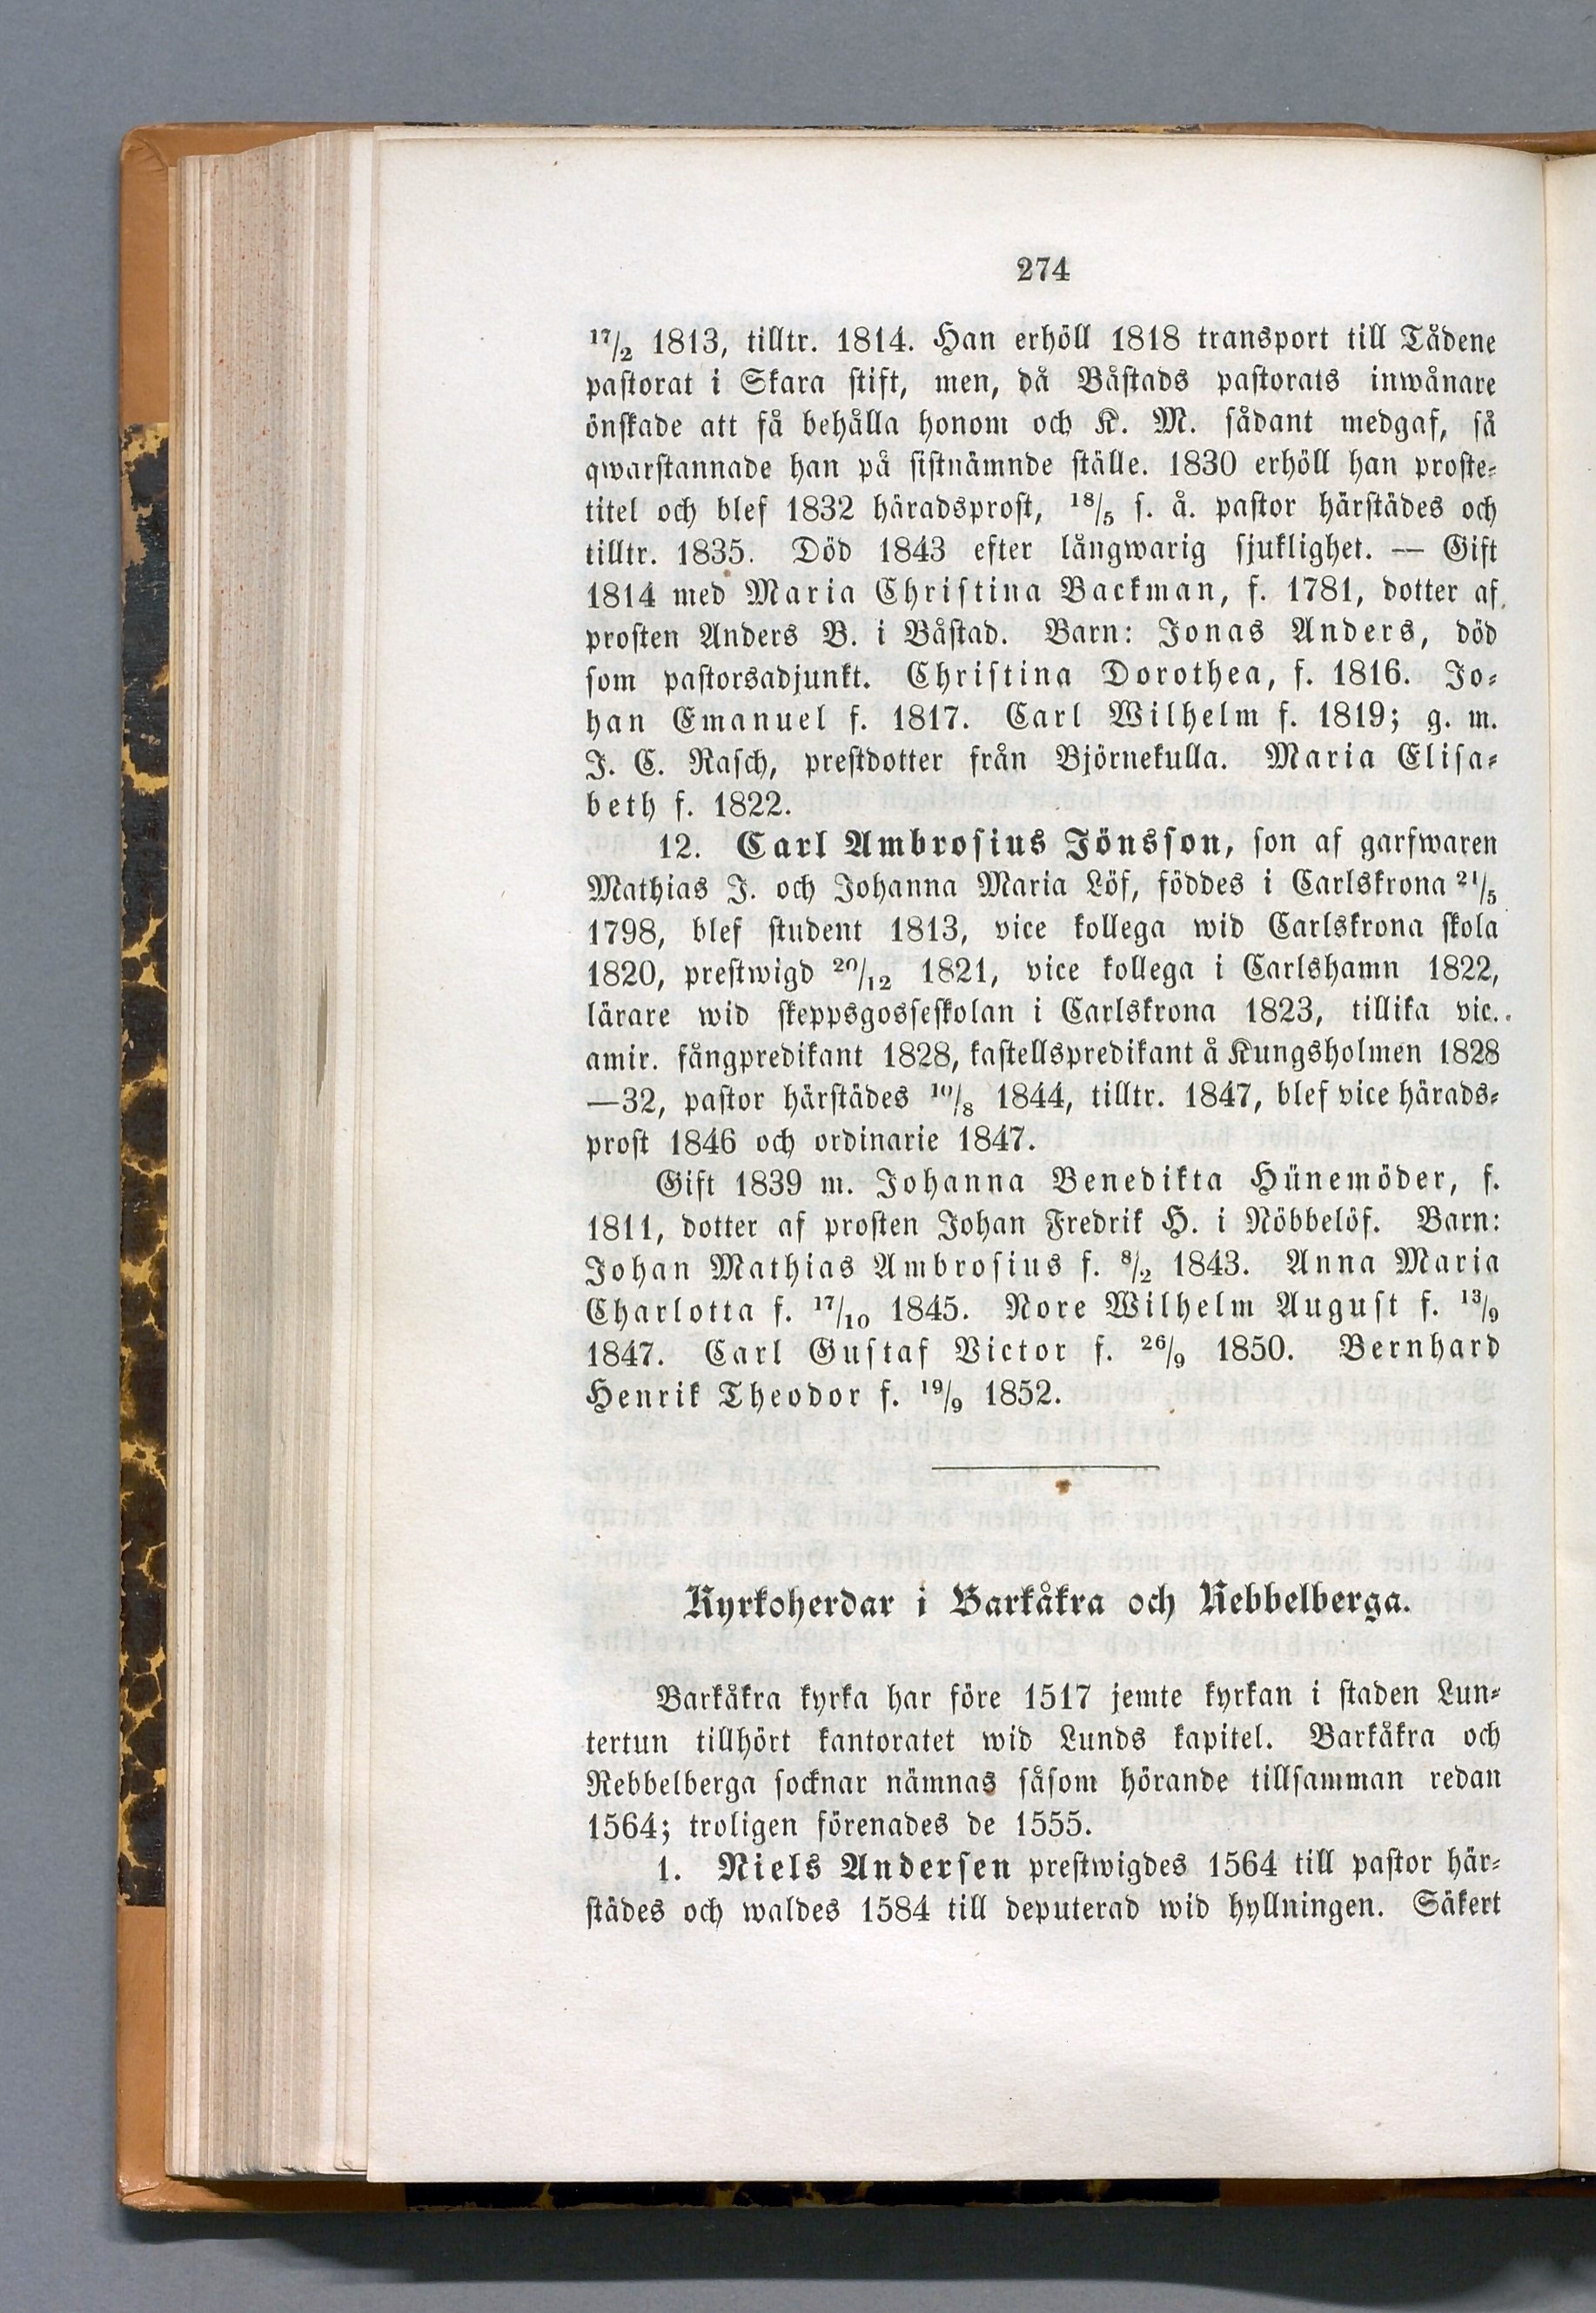 274
17/2 1813, tilltr. 1814. Han erhöll 1818 transport till Tådene
pastorat i Skara stift, men, då Båstads pastorats inwånare
önskade att få behålla honom och K. M. sådant medgaf, så
qwarstannade han på sistnämnde ställe. 1830 erhöll han proste-
titel och blef 1832 häradsprost, 18/5 s. å. pastor härstädes och
tilltr. 1835. Död 1843 efter långwarig sjuklighet. — Gift
1814 med Maria Christina Backman, f. 1781, dotter af
prosten Anders B. i Båstad. Barn: Jonas Anders, död
som pastorsadjunkt. Christina Dorothea, f. 1816. Jo-
han Emanuel f. 1817. Carl Wilhelm f. 1819; g. m.
J. C. Rasch, prestdotter från Björnekulla. Maria Elisa-
beth f. 1822.
12. Carl Ambrosius Jönsson, son af garfwaren
Mathias J. och Johanna Maria Löf, föddes i Carlskrona 21/5
1798, blef student 1813, vice kollega wid Carlskrona skola
1820, prestwigd 20/12 1821, vice kollega i Carlshamn 1822,
lärare wid skeppsgosseskolan i Carlskrona 1823, tillika vic.
amir. fångpredikant 1828, kastellspredikant å Kungsholmen 1828
—32, pastor härstädes 10/8 1844, tilltr. 1847, blef vice härads-
prost 1846 och ordinarie 1847.
Gift 1839 m. Johanna Benedikta Hünemöder, f.
1811, dotter af prosten Johan Fredrik H. i Nöbbelöf. Barn:
Johan Mathias Ambrosius f. 8/2 1843. Anna Maria
Charlotta f. 17/10 1845. Nore Wilhelm August f. 13/9
1847. Carl Gustaf Victor f. 26/9 1850. Bernhard
Henrik Theodor f. 19/9 1852.
Kyrkoherdar i Barkåkra och Rebbelberga.
Barkåkra kyrka har före 1517 jemte kyrkan i staden Lun-
tertun tillhört kantoratet wid Lunds kapitel. Barkåkra och
Rebbelberga socknar nämnas såsom hörande tillsamman redan
1564; troligen förenades de 1555.
1. Niels Andersen prestwigdes 1564 till pastor här-
städes och waldes 1584 till deputerad wid hyllningen. Säkert